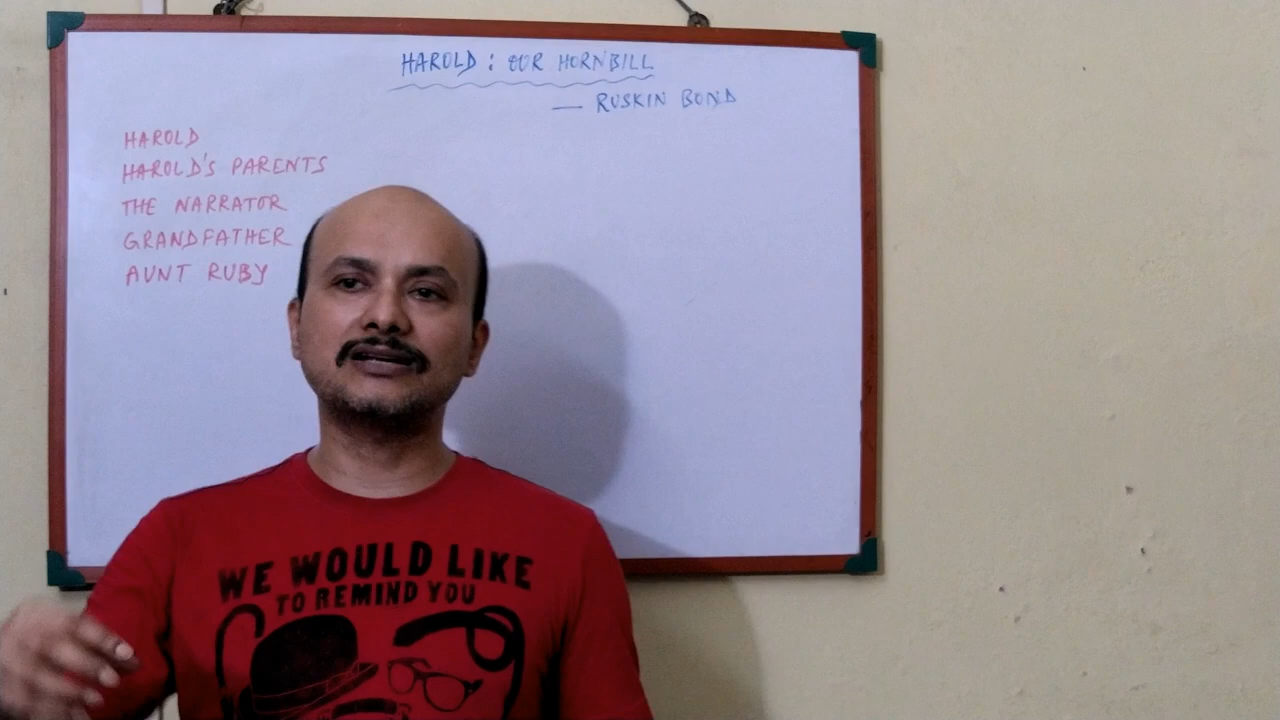 HAROLD : OUR HORNBILL
— RUSKIN BOND
HAROLD
HAROLD'S PARENTS
THE NARRATOR
GRANDFATHER
AUNT RUBY
WE WOULD LIKE
TO REMIND YOU